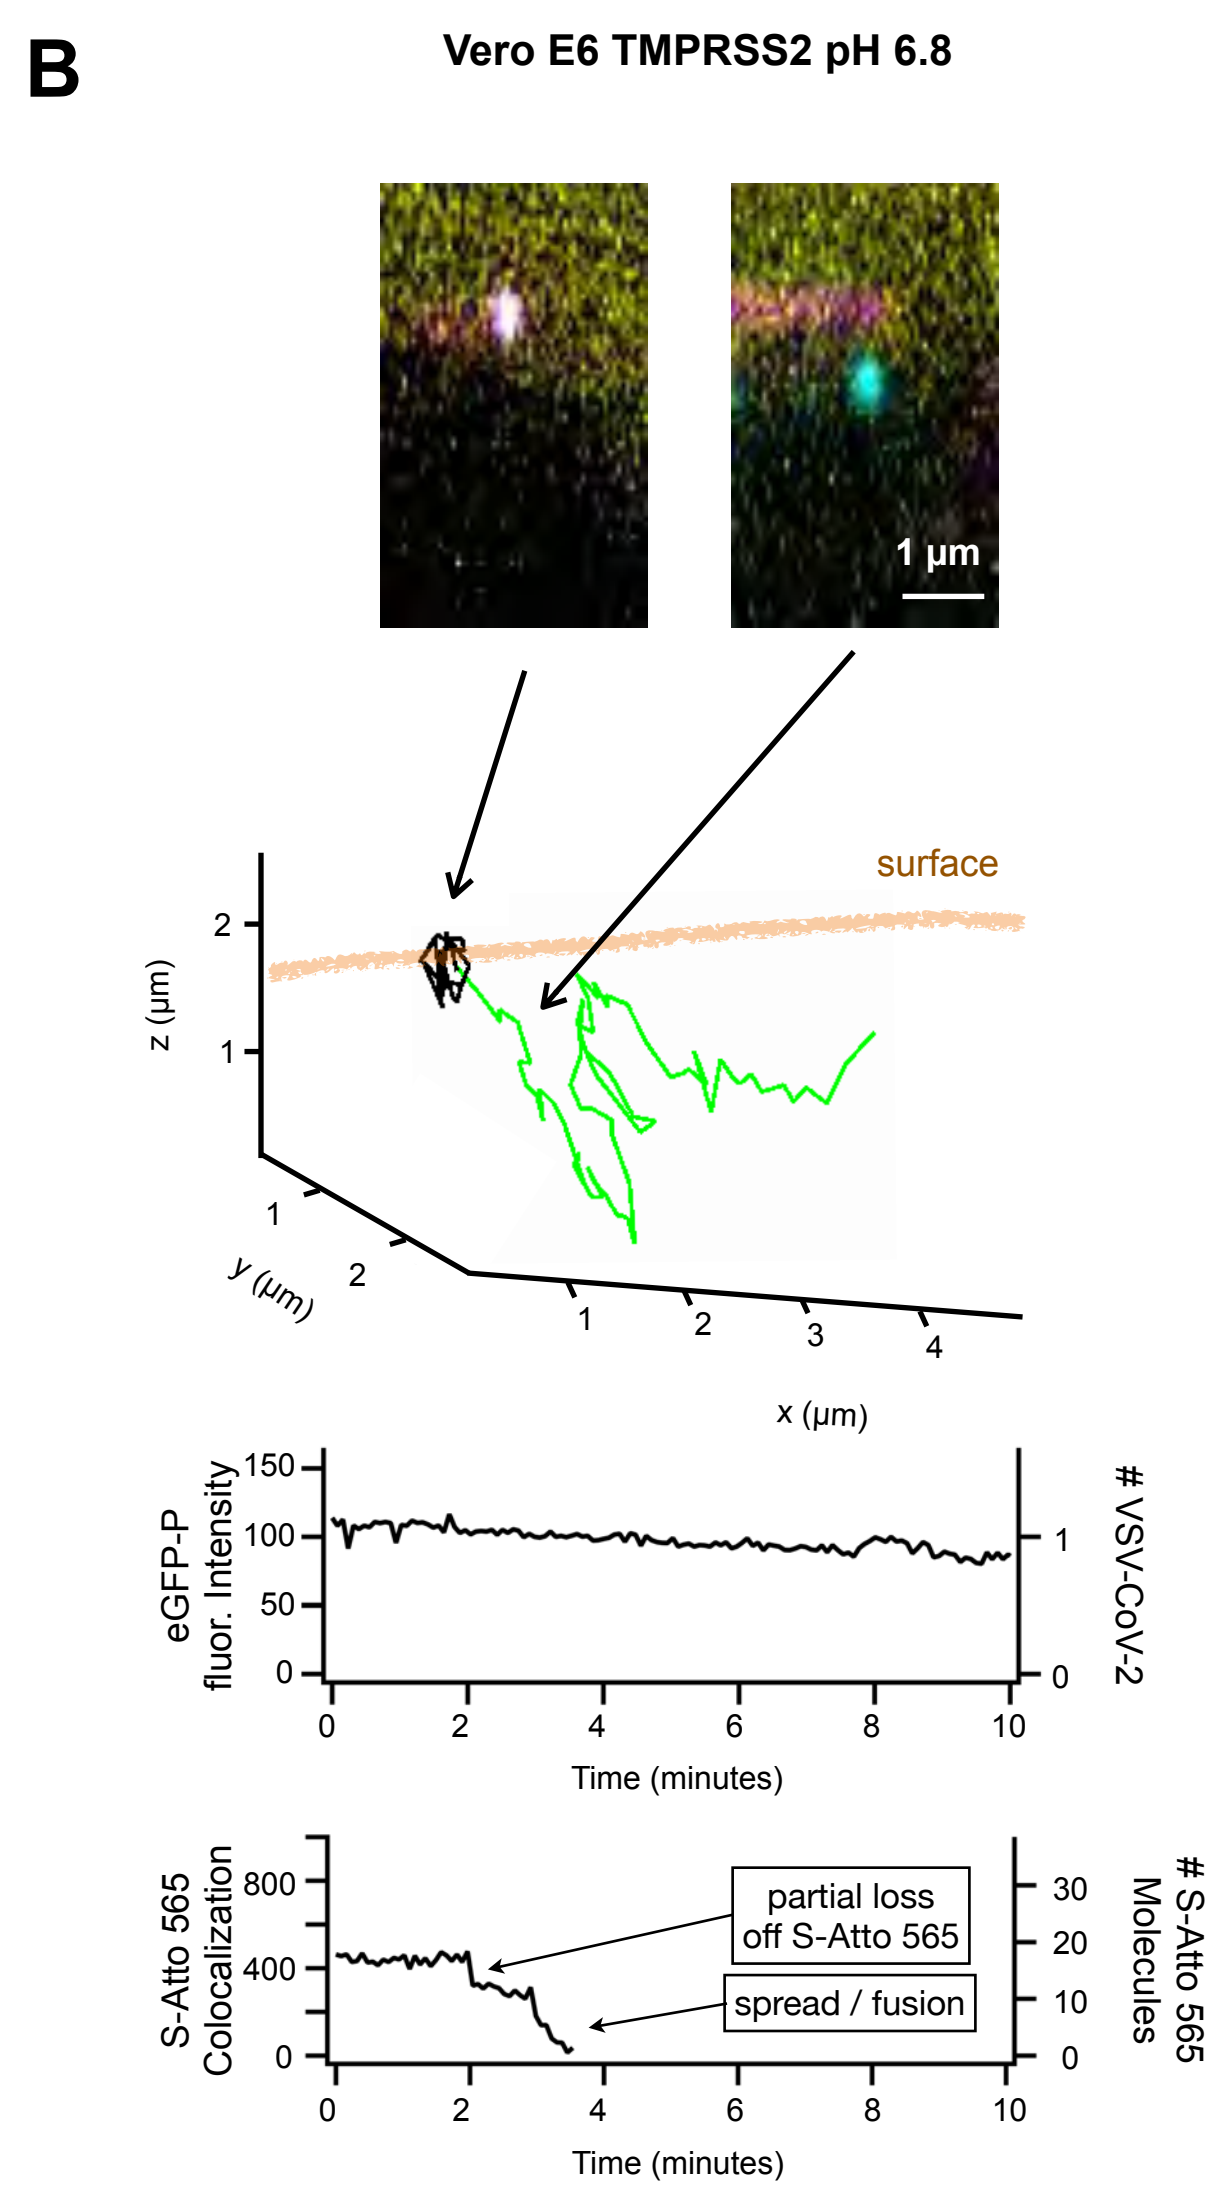 B
Vero E6 TMPRSS2 pH 6.8
1 µm
surface
2
1
z (µm)
1
2
y (µm)
1
2
3
4
x (µm)
eGFP-P
fluor. Intensity
150
100
50
0
1
0
# VSV-CoV-2
0 2 4 6 8 10
Time (minutes)
S-Atto 565
Colocalization
800
400
0
partial loss
off S-Atto 565
spread / fusion
30
20
10
0
# S-Atto 565
Molecules
0 2 4 6 8 10
Time (minutes)